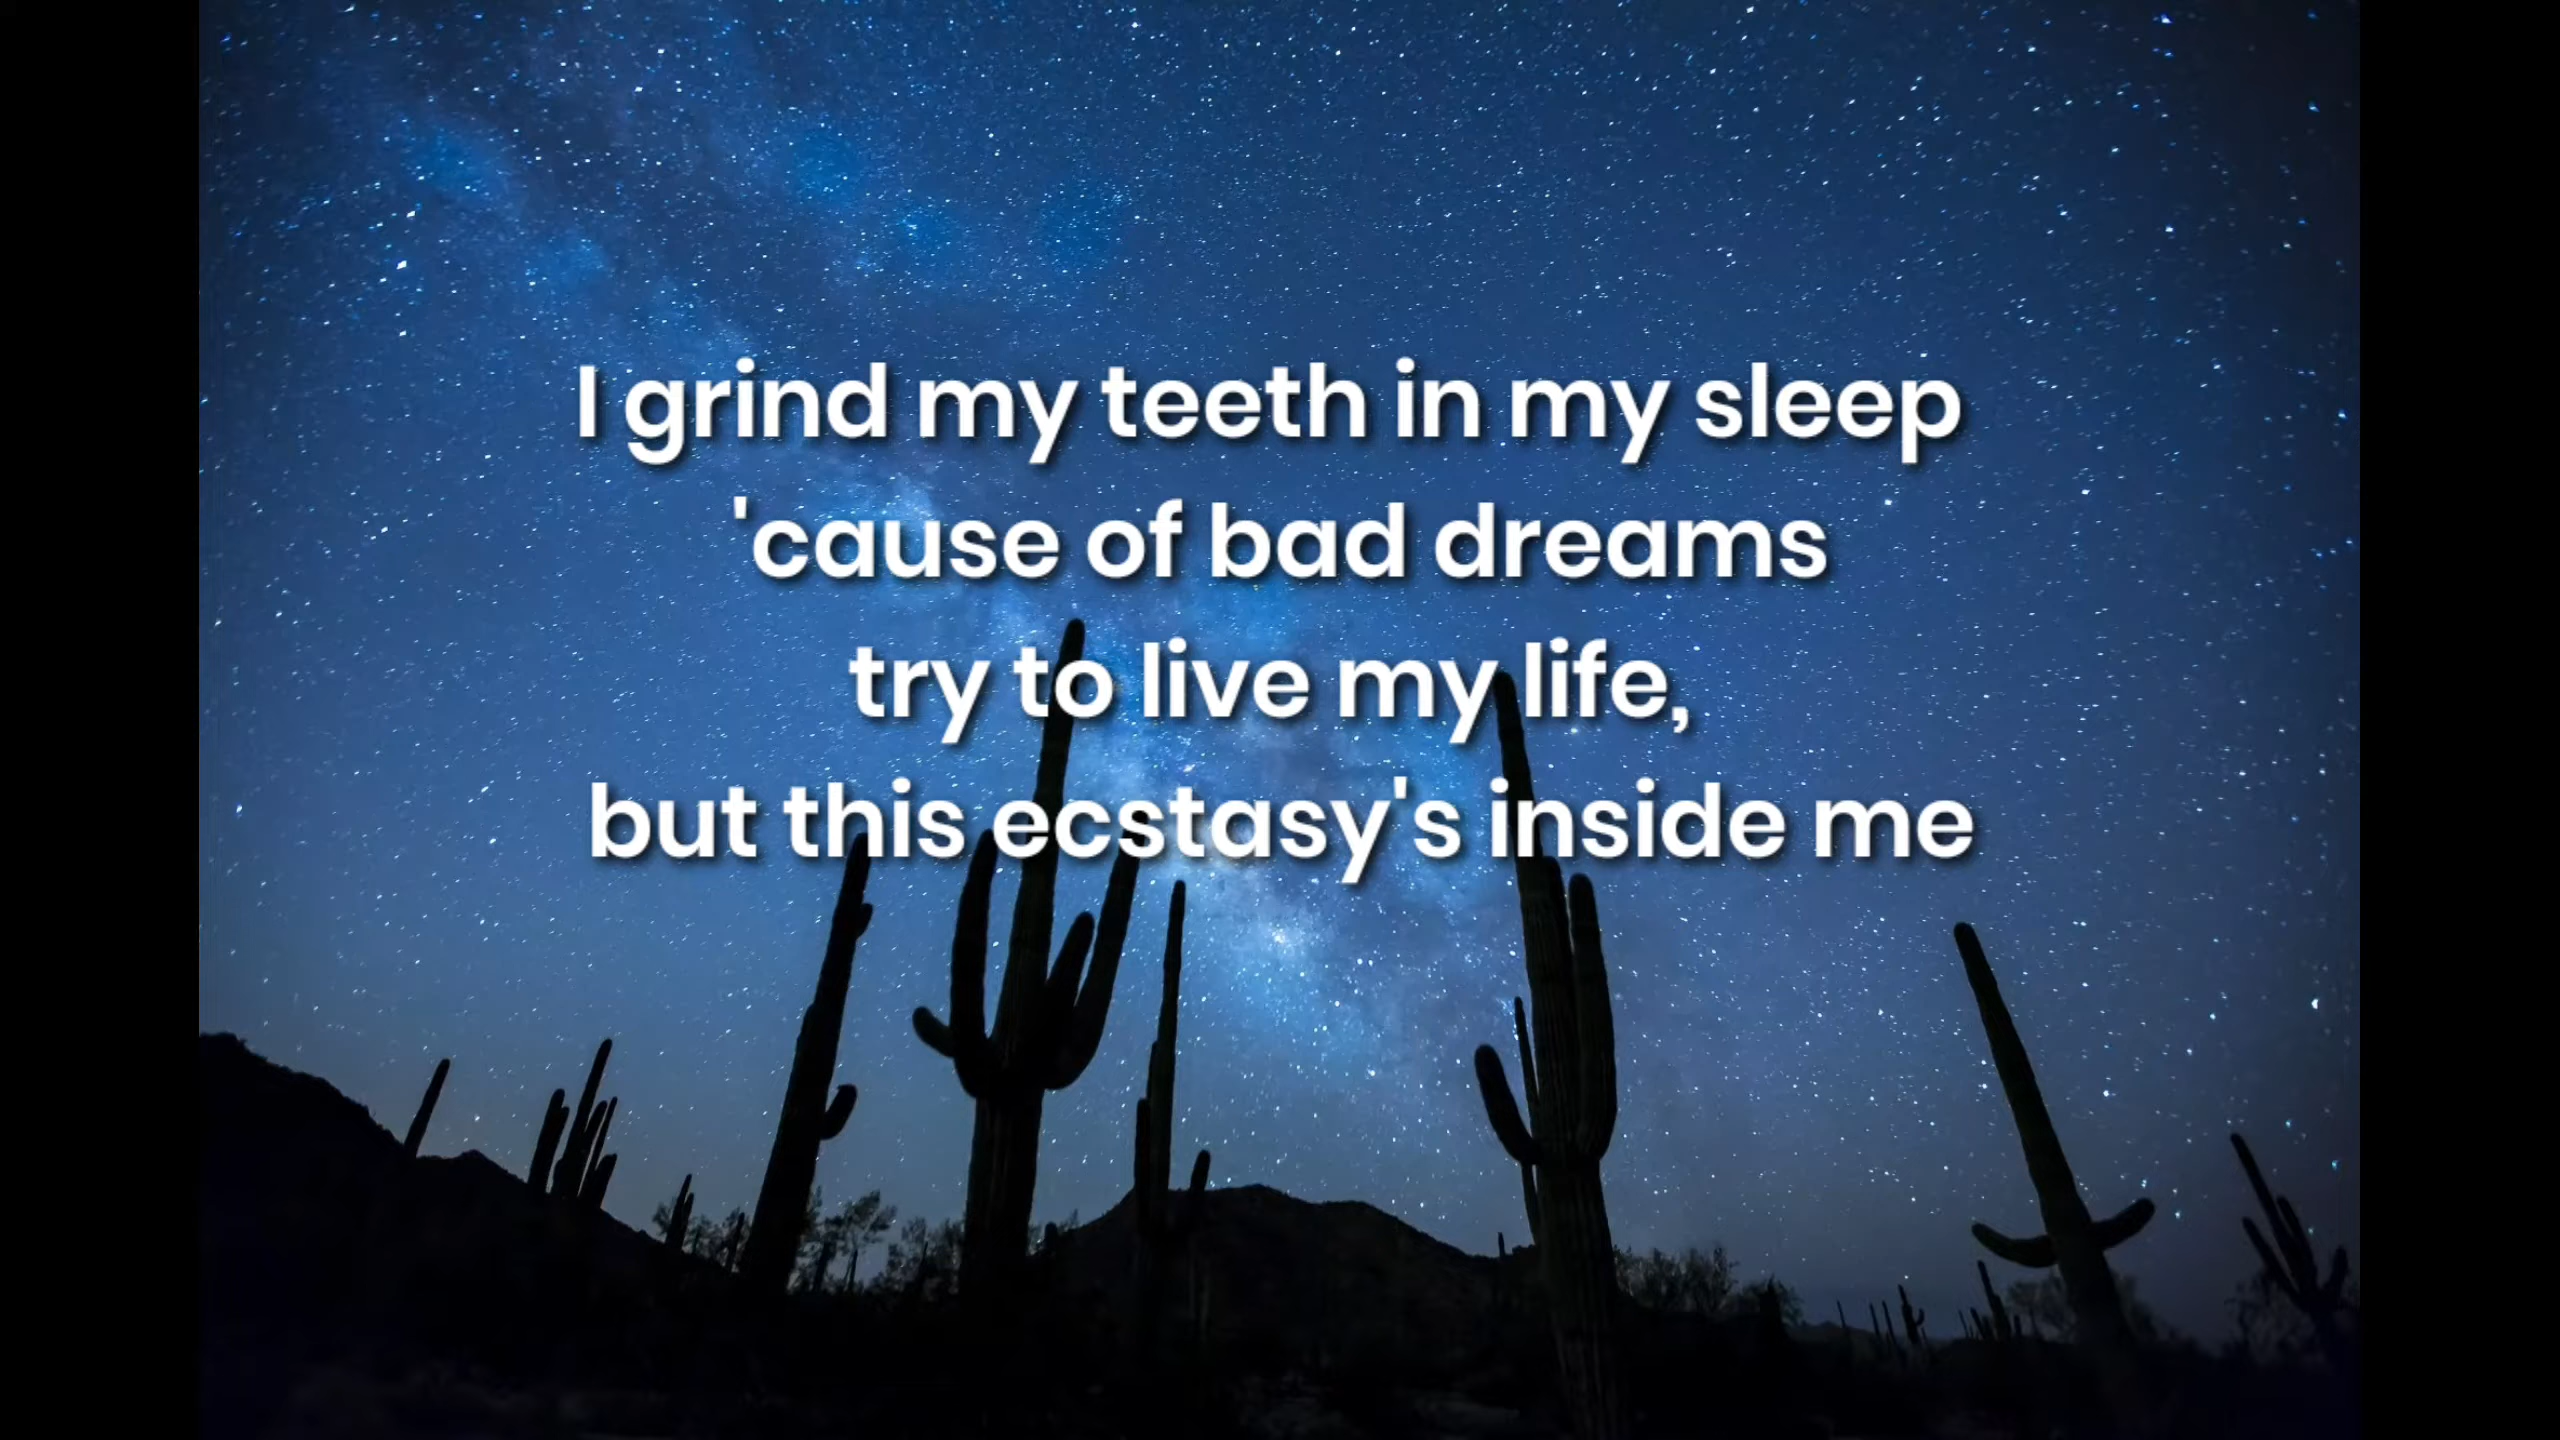 I grind my teeth in my sleep
'cause of bad dreams
try to live my life,
but this ecstasy's inside me